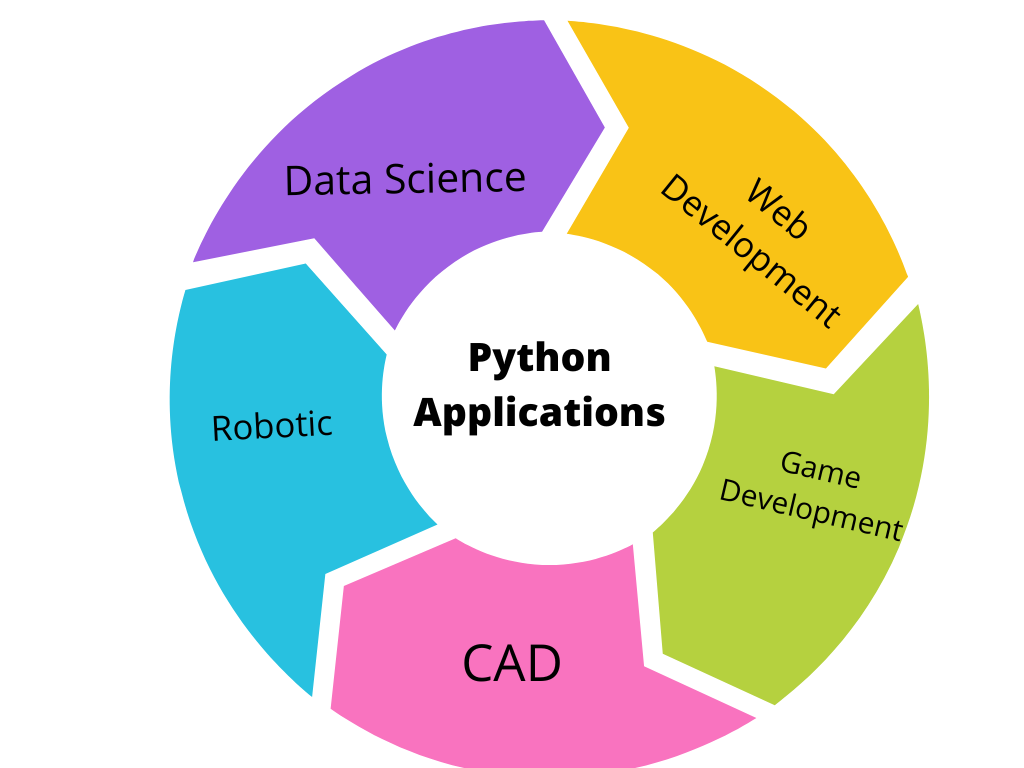 Data Science
Web
Development
Python
Applications
Robotic
Game
Development
CAD